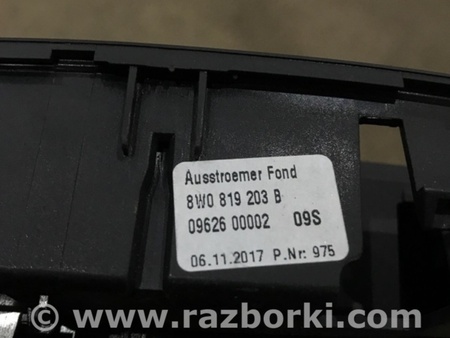 Ausstroemer Fond
8W0 819 203 B
09626 00002 09S
06.11.2017 P.Nr: 975
www.razborki.com